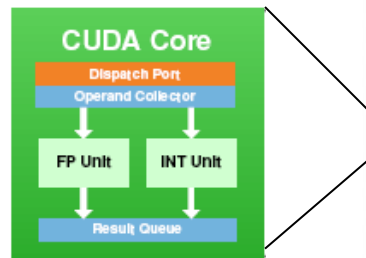 CUDA Core
Dispatch Port
Operand Collector
FP Unit
INT Unit
Result Queue